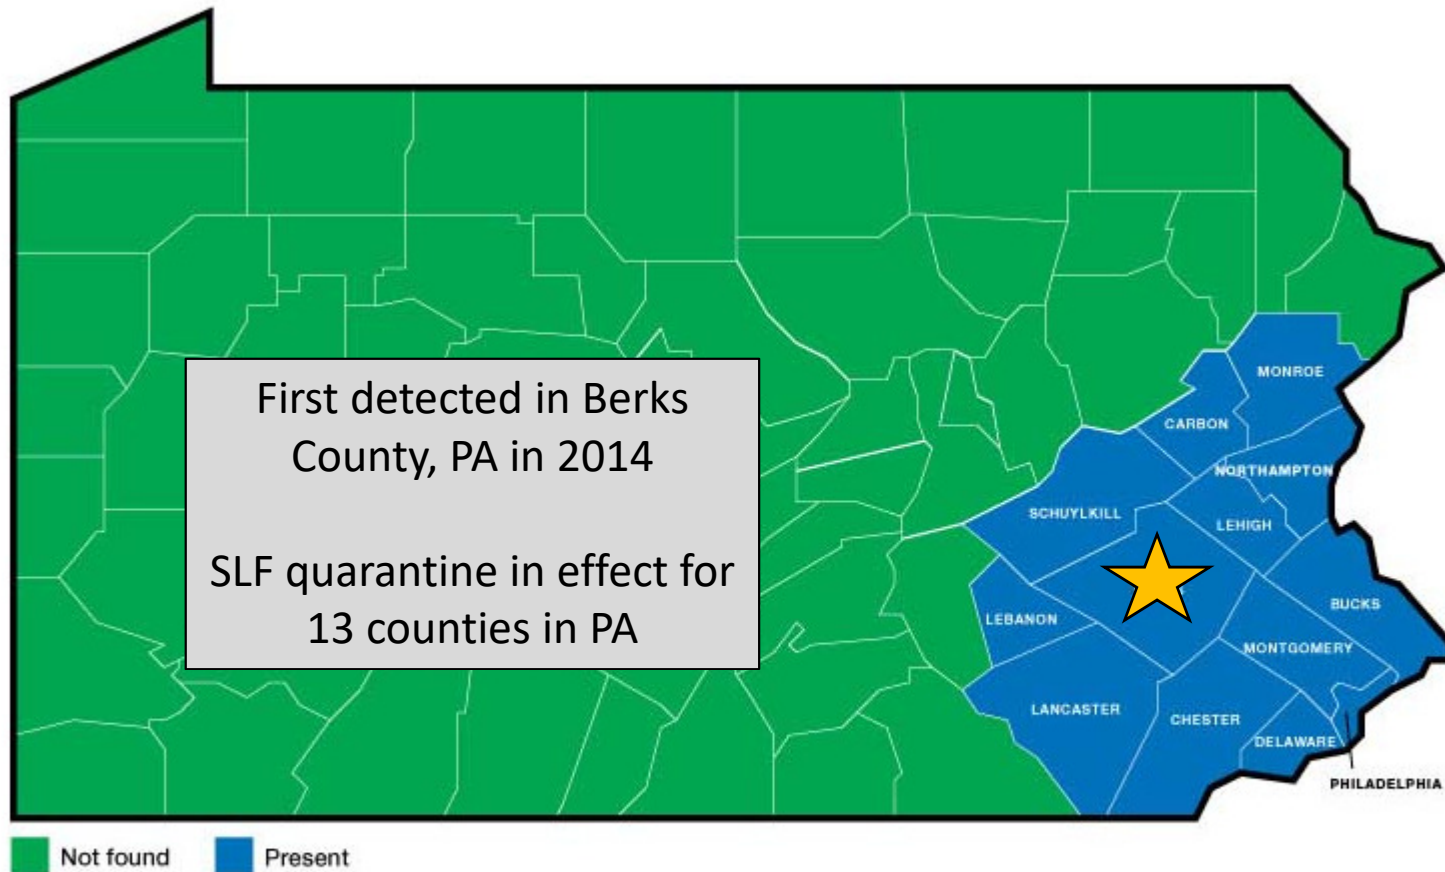 First detected in Berks
County, PA in 2014
SLF quarantine in effect for
13 counties in PA
MONROE
CARBON
NORTHAMPTON
SCHUYLKILL
LEHIGH
LEBANON
BUCKS
MONTGOMERY
LANCASTER
CHESTER
DELAWARE
PHILADELPHIA
Not found
Present